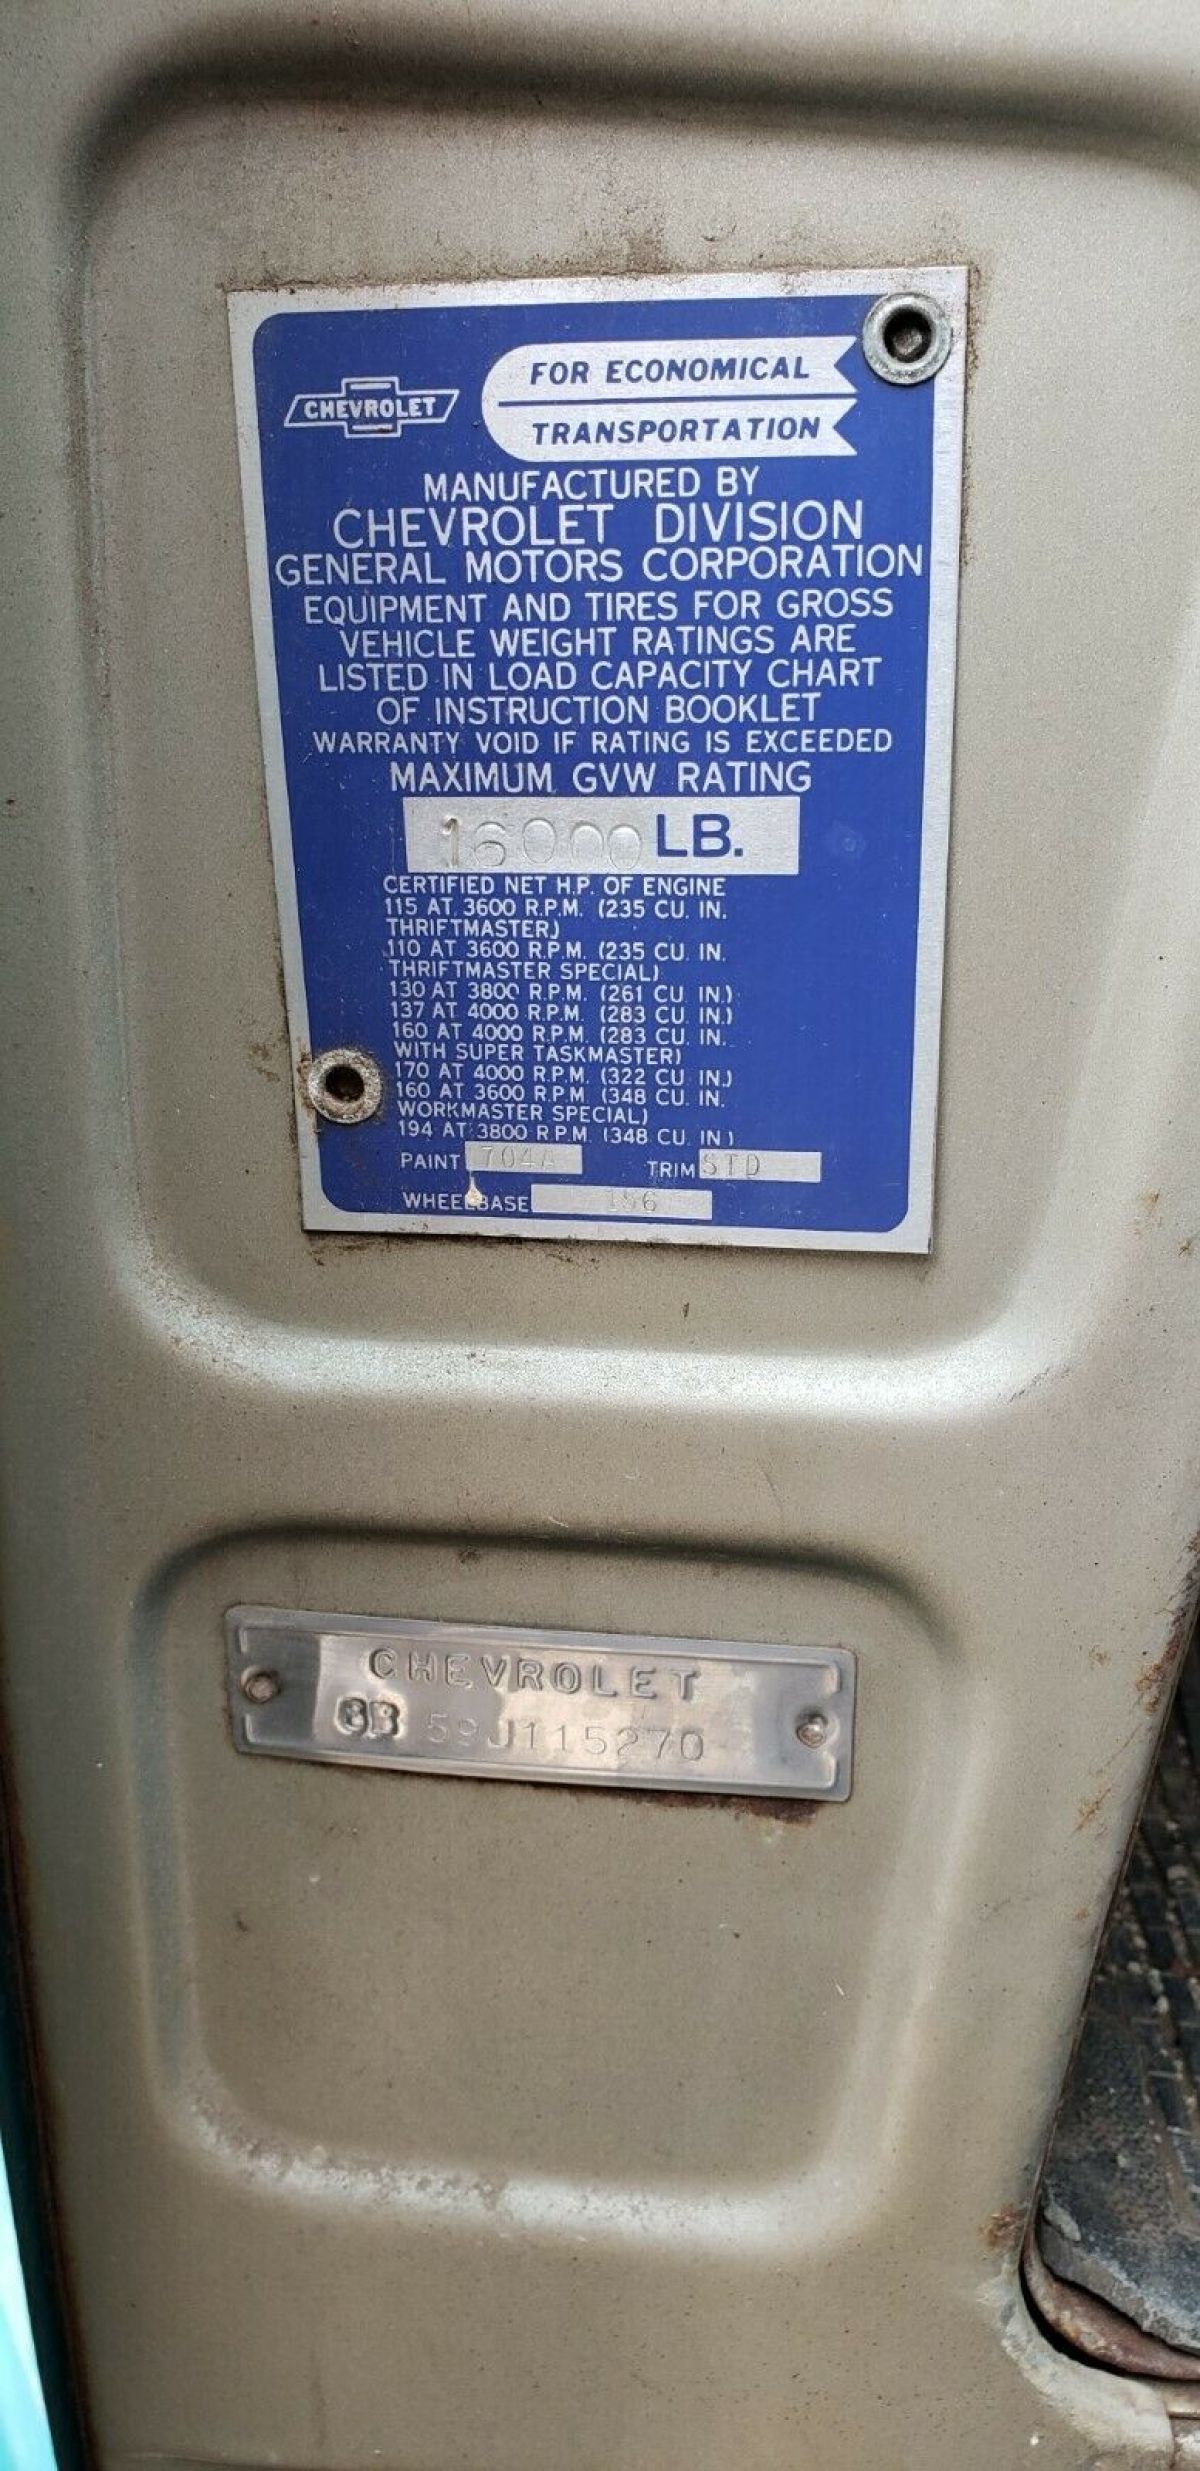 CHEVROLET
FOR ECONOMICAL
TRANSPORTATION
MANUFACTURED BY
CHEVROLET DIVISION
GENERAL MOTORS CORPORATION
EQUIPMENT AND TIRES FOR GROSS
VEHICLE WEIGHT RATINGS ARE
LISTED IN LOAD CAPACITY CHART
OF INSTRUCTION BOOKLET
WARRANTY VOID IF RATING IS EXCEEDED
MAXIMUM GVW RATING
16000 LB.
CERTIFIED NET H.P. OF ENGINE
115 AT 3600 R.P.M. (235 CU. IN.
THRIFTMASTER)
110 AT 3600 R.P.M. (235 CU. IN.
THRIFTMASTER SPECIAL)
130 AT 3800 R.P.M. (261 CU. IN.)
137 AT 4000 R.P.M. (283 CU. IN.)
160 AT 4000 R.P.M. (283 CU. IN.
WITH SUPER TASKMASTER)
170 AT 4000 R.P.M. (322 CU. IN.)
160 AT 3600 R.P.M. (348 CU. IN.
WORKMASTER SPECIAL)
194 AT 3800 R.P.M. (348 CU. IN.)
PAINT 704A TRIM STD
WHEELBASE
CHEVROLET
59J115270